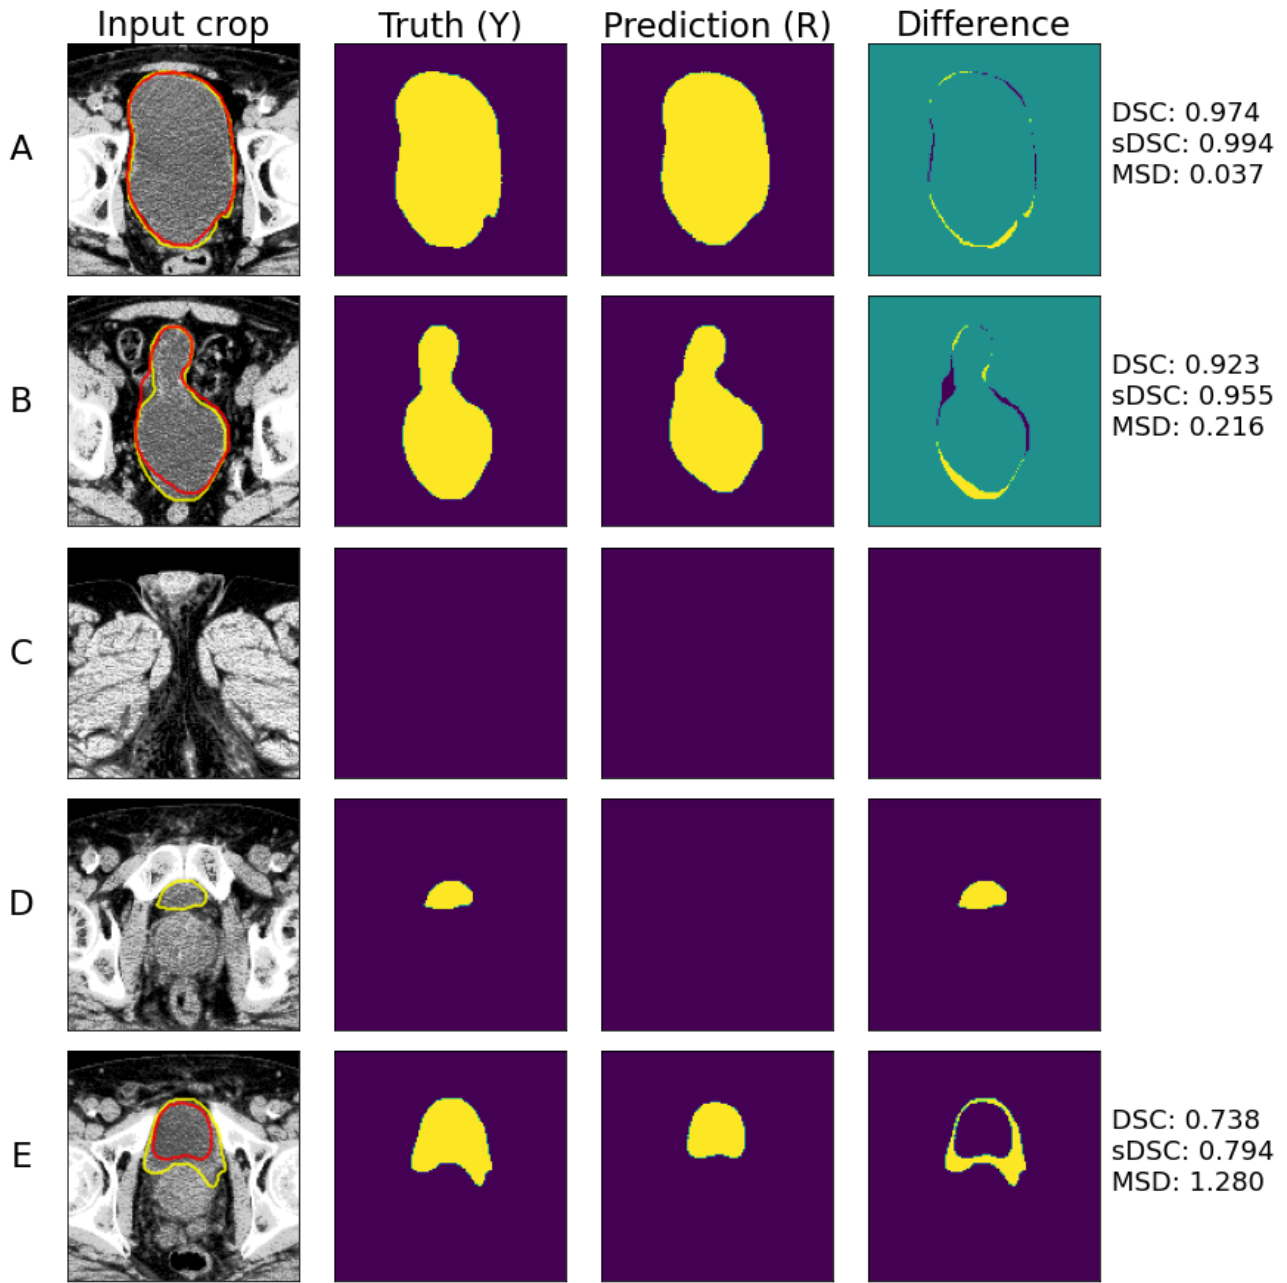 Input crop Truth (Y) Prediction (R) Difference
A
DSC: 0.974
sDSC: 0.994
MSD: 0.037
B
DSC: 0.923
sDSC: 0.955
MSD: 0.216
C
D
E
DSC: 0.738
sDSC: 0.794
MSD: 1.280